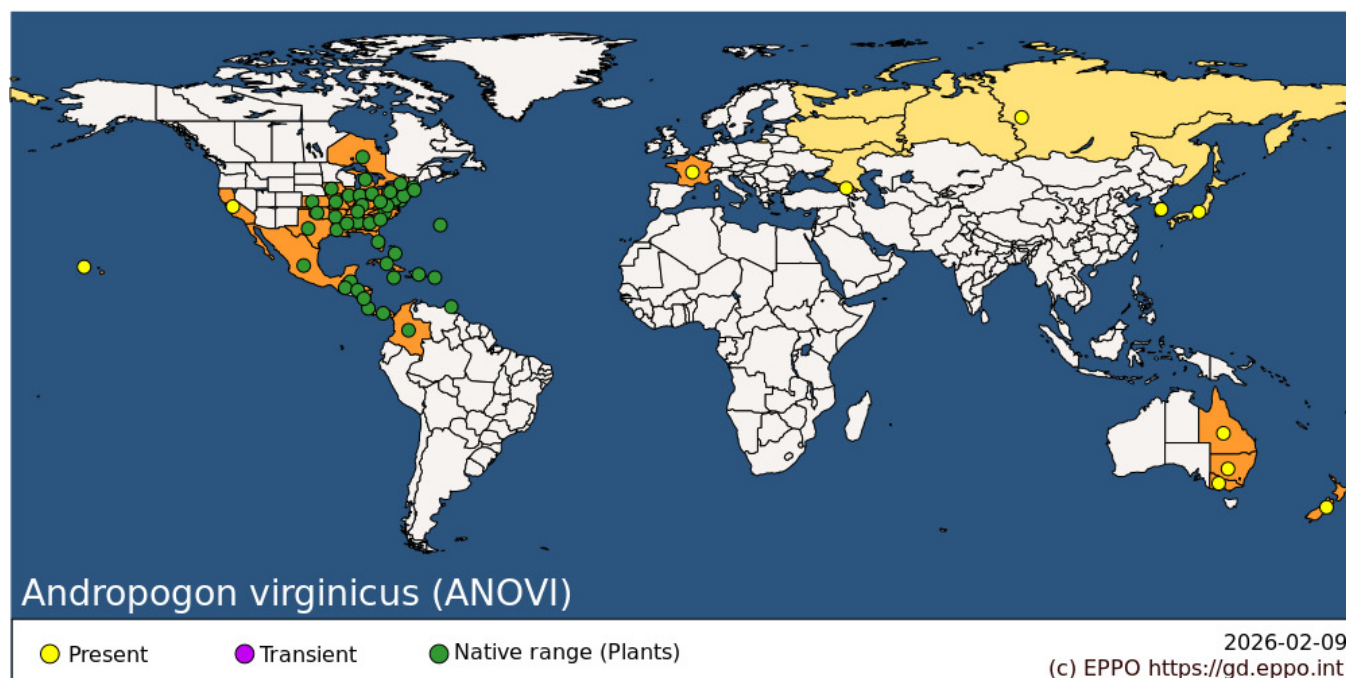 Andropogon virginicus (ANOVI)
Present
Transient
Native range (Plants)
2026-02-09
(c) EPPO https://gd.eppo.int